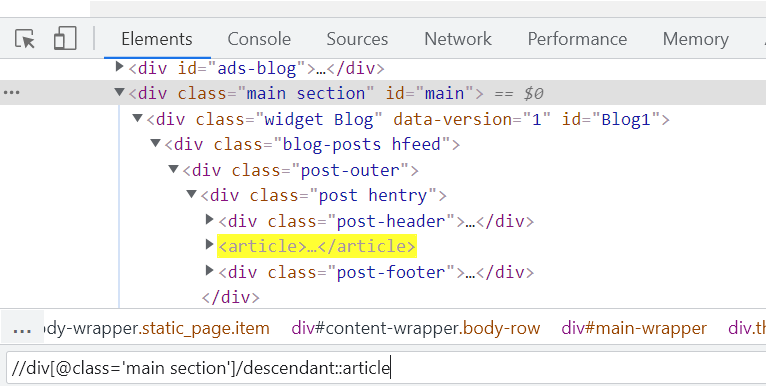 Elements Console Sources Network Performance Memory
<div id="ads-blog">…</div>
… <div class="main section" id="main"> == $0
<div class="widget Blog" data-version="1" id="Blog1">
<div class="blog-posts hfeed">
<div class="post-outer">
<div class="post hentry">
<div class="post-header">…</div>
<article>…</article>
<div class="post-footer">…</div>
</div>
… ody-wrapper.static_page.item div#content-wrapper.body-row div#main-wrapper div.th
//div[@class='main section']/descendant::article